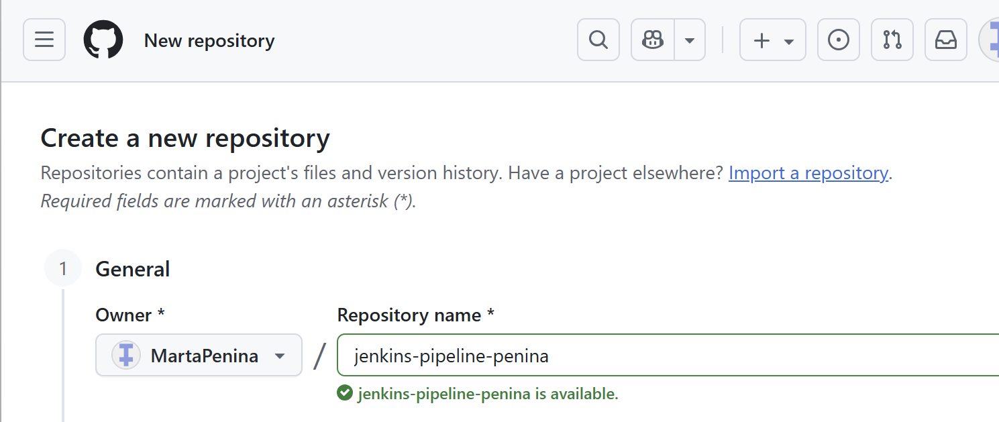 New repository
Create a new repository
Repositories contain a project's files and version history. Have a project elsewhere? Import a repository.
Required fields are marked with an asterisk (*).
1 General
Owner * Repository name *
MartaPenina / jenkins-pipeline-penina
jenkins-pipeline-penina is available.